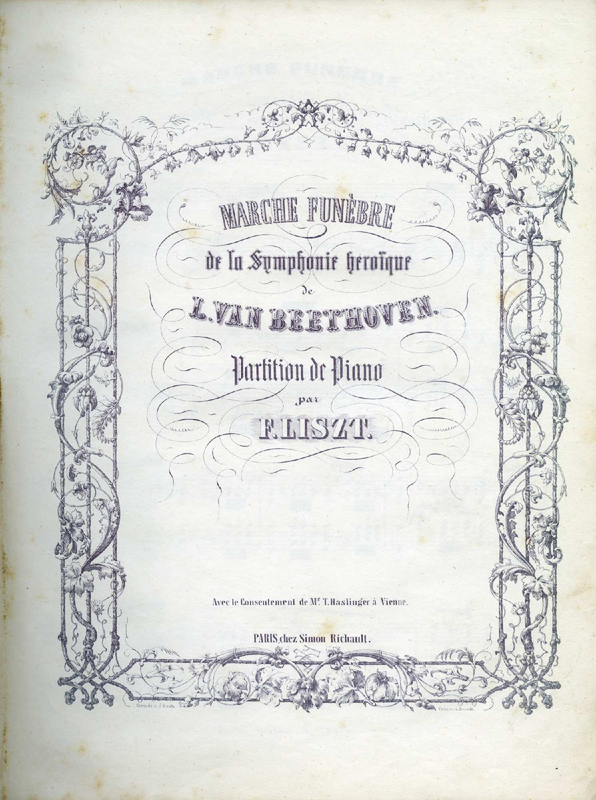 MARCHE FUNÈBRE
de la Symphonie heroïque
de
L. VAN BEETHOVEN.
Partition de Piano
par
F. LISZT.
Avec le Consentement de Mr. T. Haslinger à Vienne.
PARIS, chez Simon Richault.